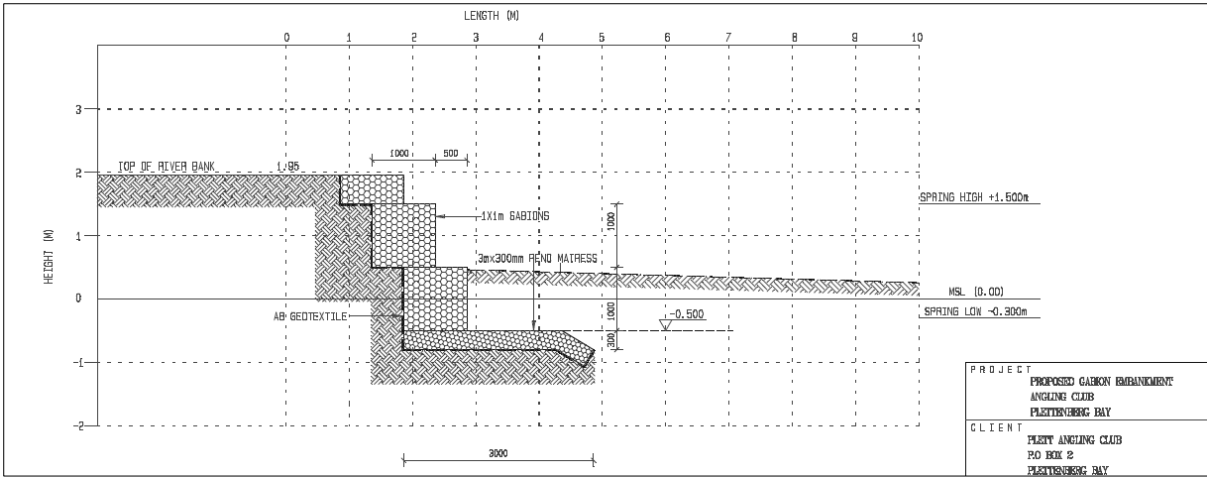 LENGTH (M)
0 1 2 3 4 5 6 7 8 9 10
3
2
1
0
-1
-2
HEIGHT (M)
TOP OF RIVER BANK 1.95
1000 500
1X1m GABIONS
3mx300mm RENO MATRESS
A8 GEOTEXTILE
1000
1000
300
-0.500
3000
SPRING HIGH +1.500m
MSL (0.00)
SPRING LOW -0.300m
PROJECT
PROPOSED GABION EMBANKMENT
ANGLING CLUB
PLETTENBERG BAY
CLIENT
PLETT ANGLING CLUB
P.O BOX 2
PLETTENBERG BAY